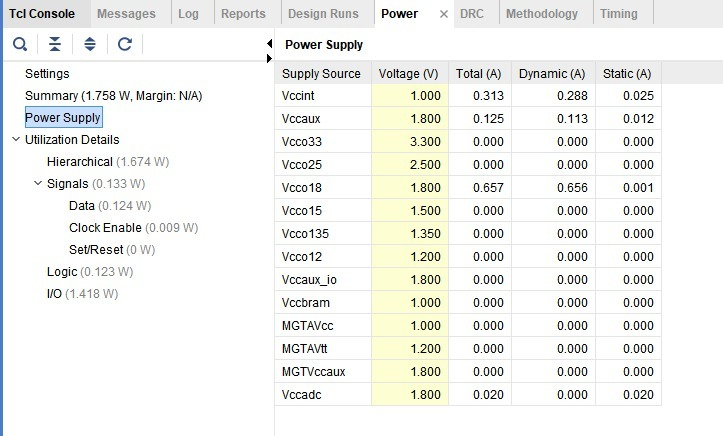 Tcl Console Messages Log Reports Design Runs Power × DRC Methodology Timing
Settings
Summary (1.758 W, Margin: N/A)
Power Supply
Utilization Details
Hierarchical (1.674 W)
Signals (0.133 W)
Data (0.124 W)
Clock Enable (0.009 W)
Set/Reset (0 W)
Logic (0.123 W)
I/O (1.418 W)
Power Supply
Supply Source Voltage (V) Total (A) Dynamic (A) Static (A)
Vccint 1.000 0.313 0.288 0.025
Vccaux 1.800 0.125 0.113 0.012
Vcco33 3.300 0.000 0.000 0.000
Vcco25 2.500 0.000 0.000 0.000
Vcco18 1.800 0.657 0.656 0.001
Vcco15 1.500 0.000 0.000 0.000
Vcco135 1.350 0.000 0.000 0.000
Vcco12 1.200 0.000 0.000 0.000
Vccaux_io 1.800 0.000 0.000 0.000
Vccbram 1.000 0.000 0.000 0.000
MGTAVcc 1.000 0.000 0.000 0.000
MGTAVtt 1.200 0.000 0.000 0.000
MGTVccaux 1.800 0.000 0.000 0.000
Vccadc 1.800 0.020 0.000 0.020